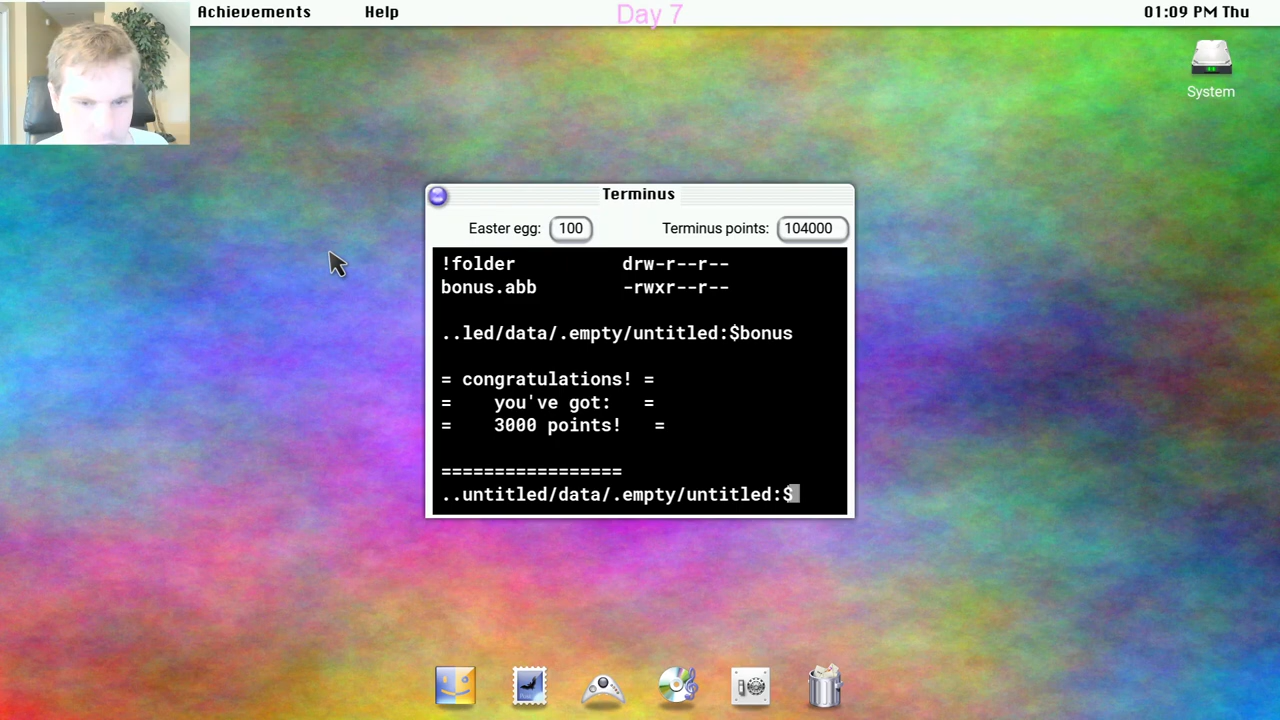 Achievements Help Day 7 01:09 PM Thu
System
Terminus
Easter egg: 100 Terminus points: 104000
!folder drw-r--r--
bonus.abb -rwxr--r--
..led/data/.empty/untitled:$bonus
= congratulations! =
= you've got: =
= 3000 points! =
=================
..untitled/data/.empty/untitled:$